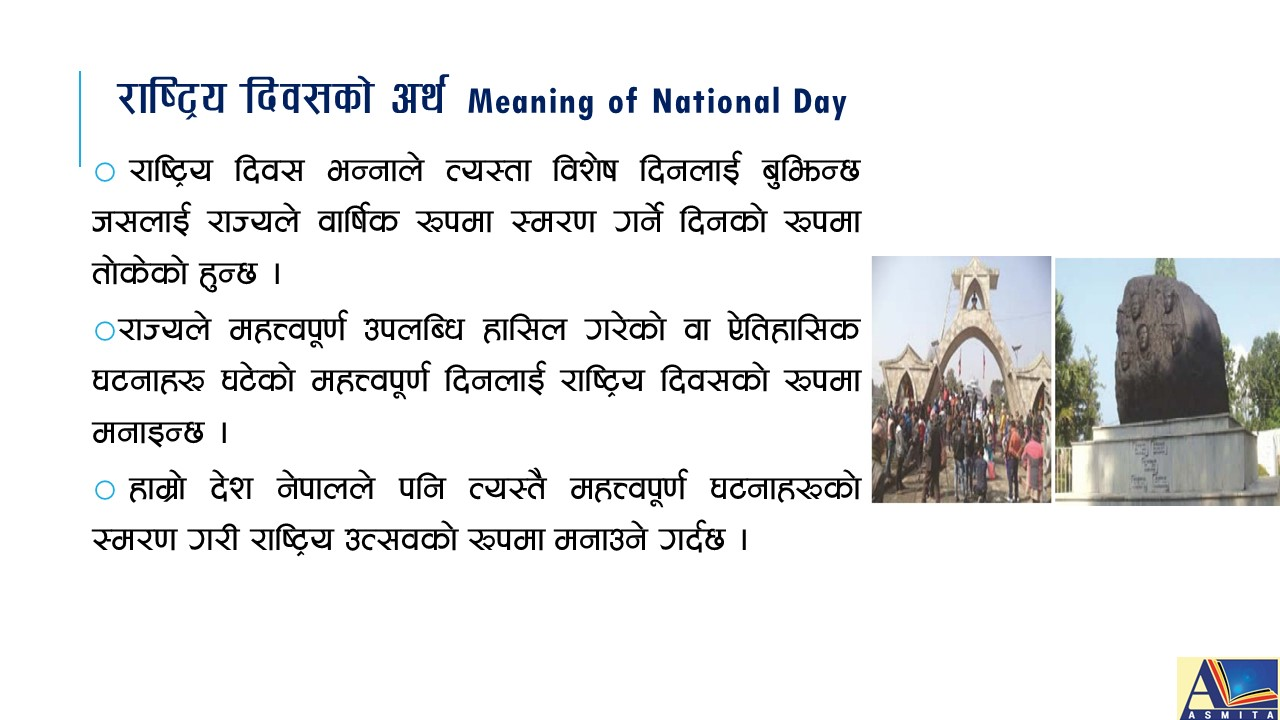 राष्ट्रिय दिवसको अर्थ Meaning of National Day
राष्ट्रिय दिवस भन्नाले त्यस्ता विशेष दिनलाई बुझिन्छ
जसलाई राज्यले वार्षिक रुपमा स्मरण गर्ने दिनको रुपमा
तोकेको हुन्छ ।
राज्यले महत्त्वपूर्ण उपलब्धि हासिल गरेको वा ऐतिहासिक
घटनाहरु घटेको महत्त्वपूर्ण दिनलाई राष्ट्रिय दिवसको रुपमा
मनाइन्छ ।
हाम्रो देश नेपालले पनि त्यस्तै महत्त्वपूर्ण घटनाहरुको
स्मरण गरी राष्ट्रिय उत्सवको रुपमा मनाउने गर्दछ ।
ASMITA